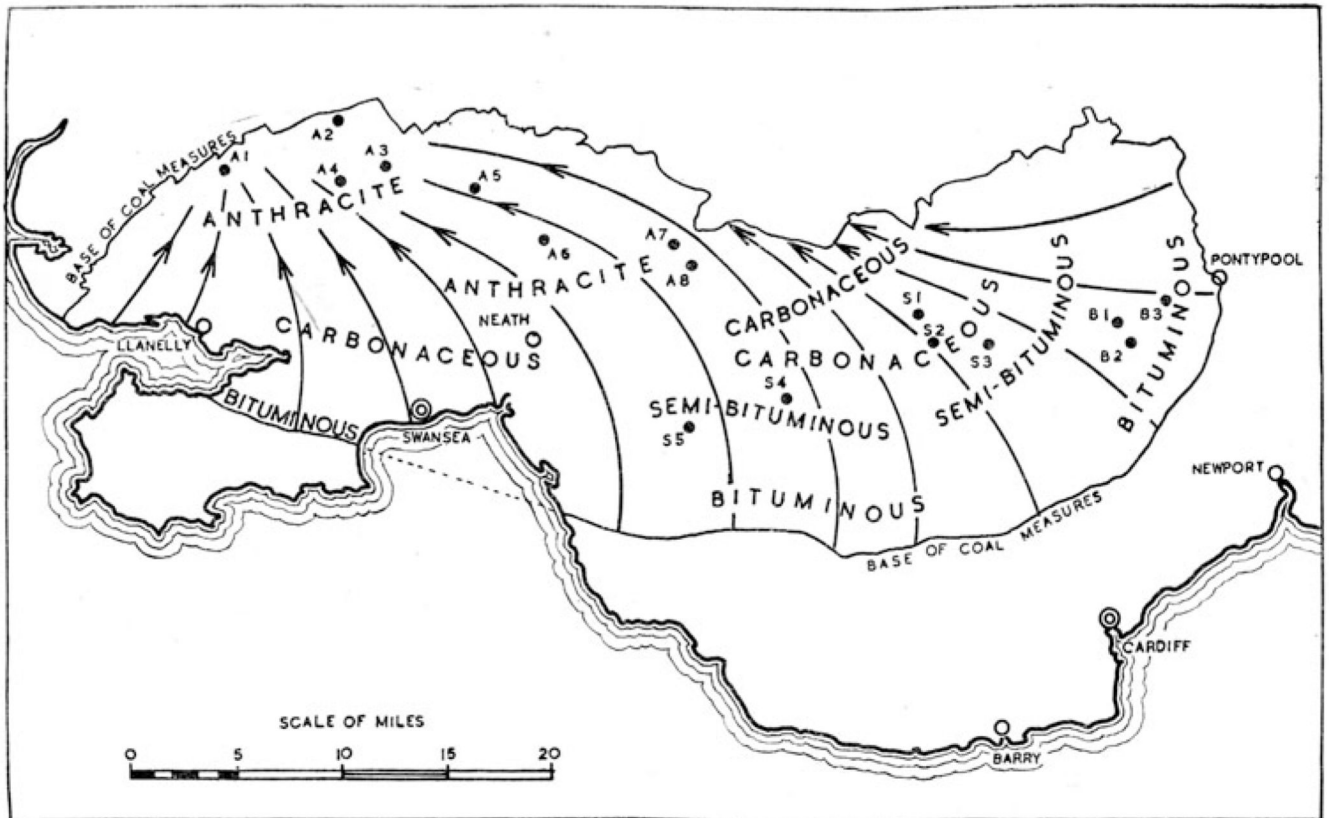 A2
BASE OF COAL MEASURES
A1
A4
A3
A5
ANTHRACITE
A6
A7
A8
ANTHRACITE
NEATH
LLANELLY
CARBONACEOUS
BITUMINOUS
SWANSEA
CARBONACEOUS
S1
S2
S3
CARBONACEOUS
SEMI-BITUMINOUS
B1
B2
B3
BITUMINOUS
PONTYPOOL
S4
SEMI-BITUMINOUS
S5
BITUMINOUS
BASE OF COAL MEASURES
NEWPORT
CARDIFF
BARRY
SCALE OF MILES
0 5 10 15 20